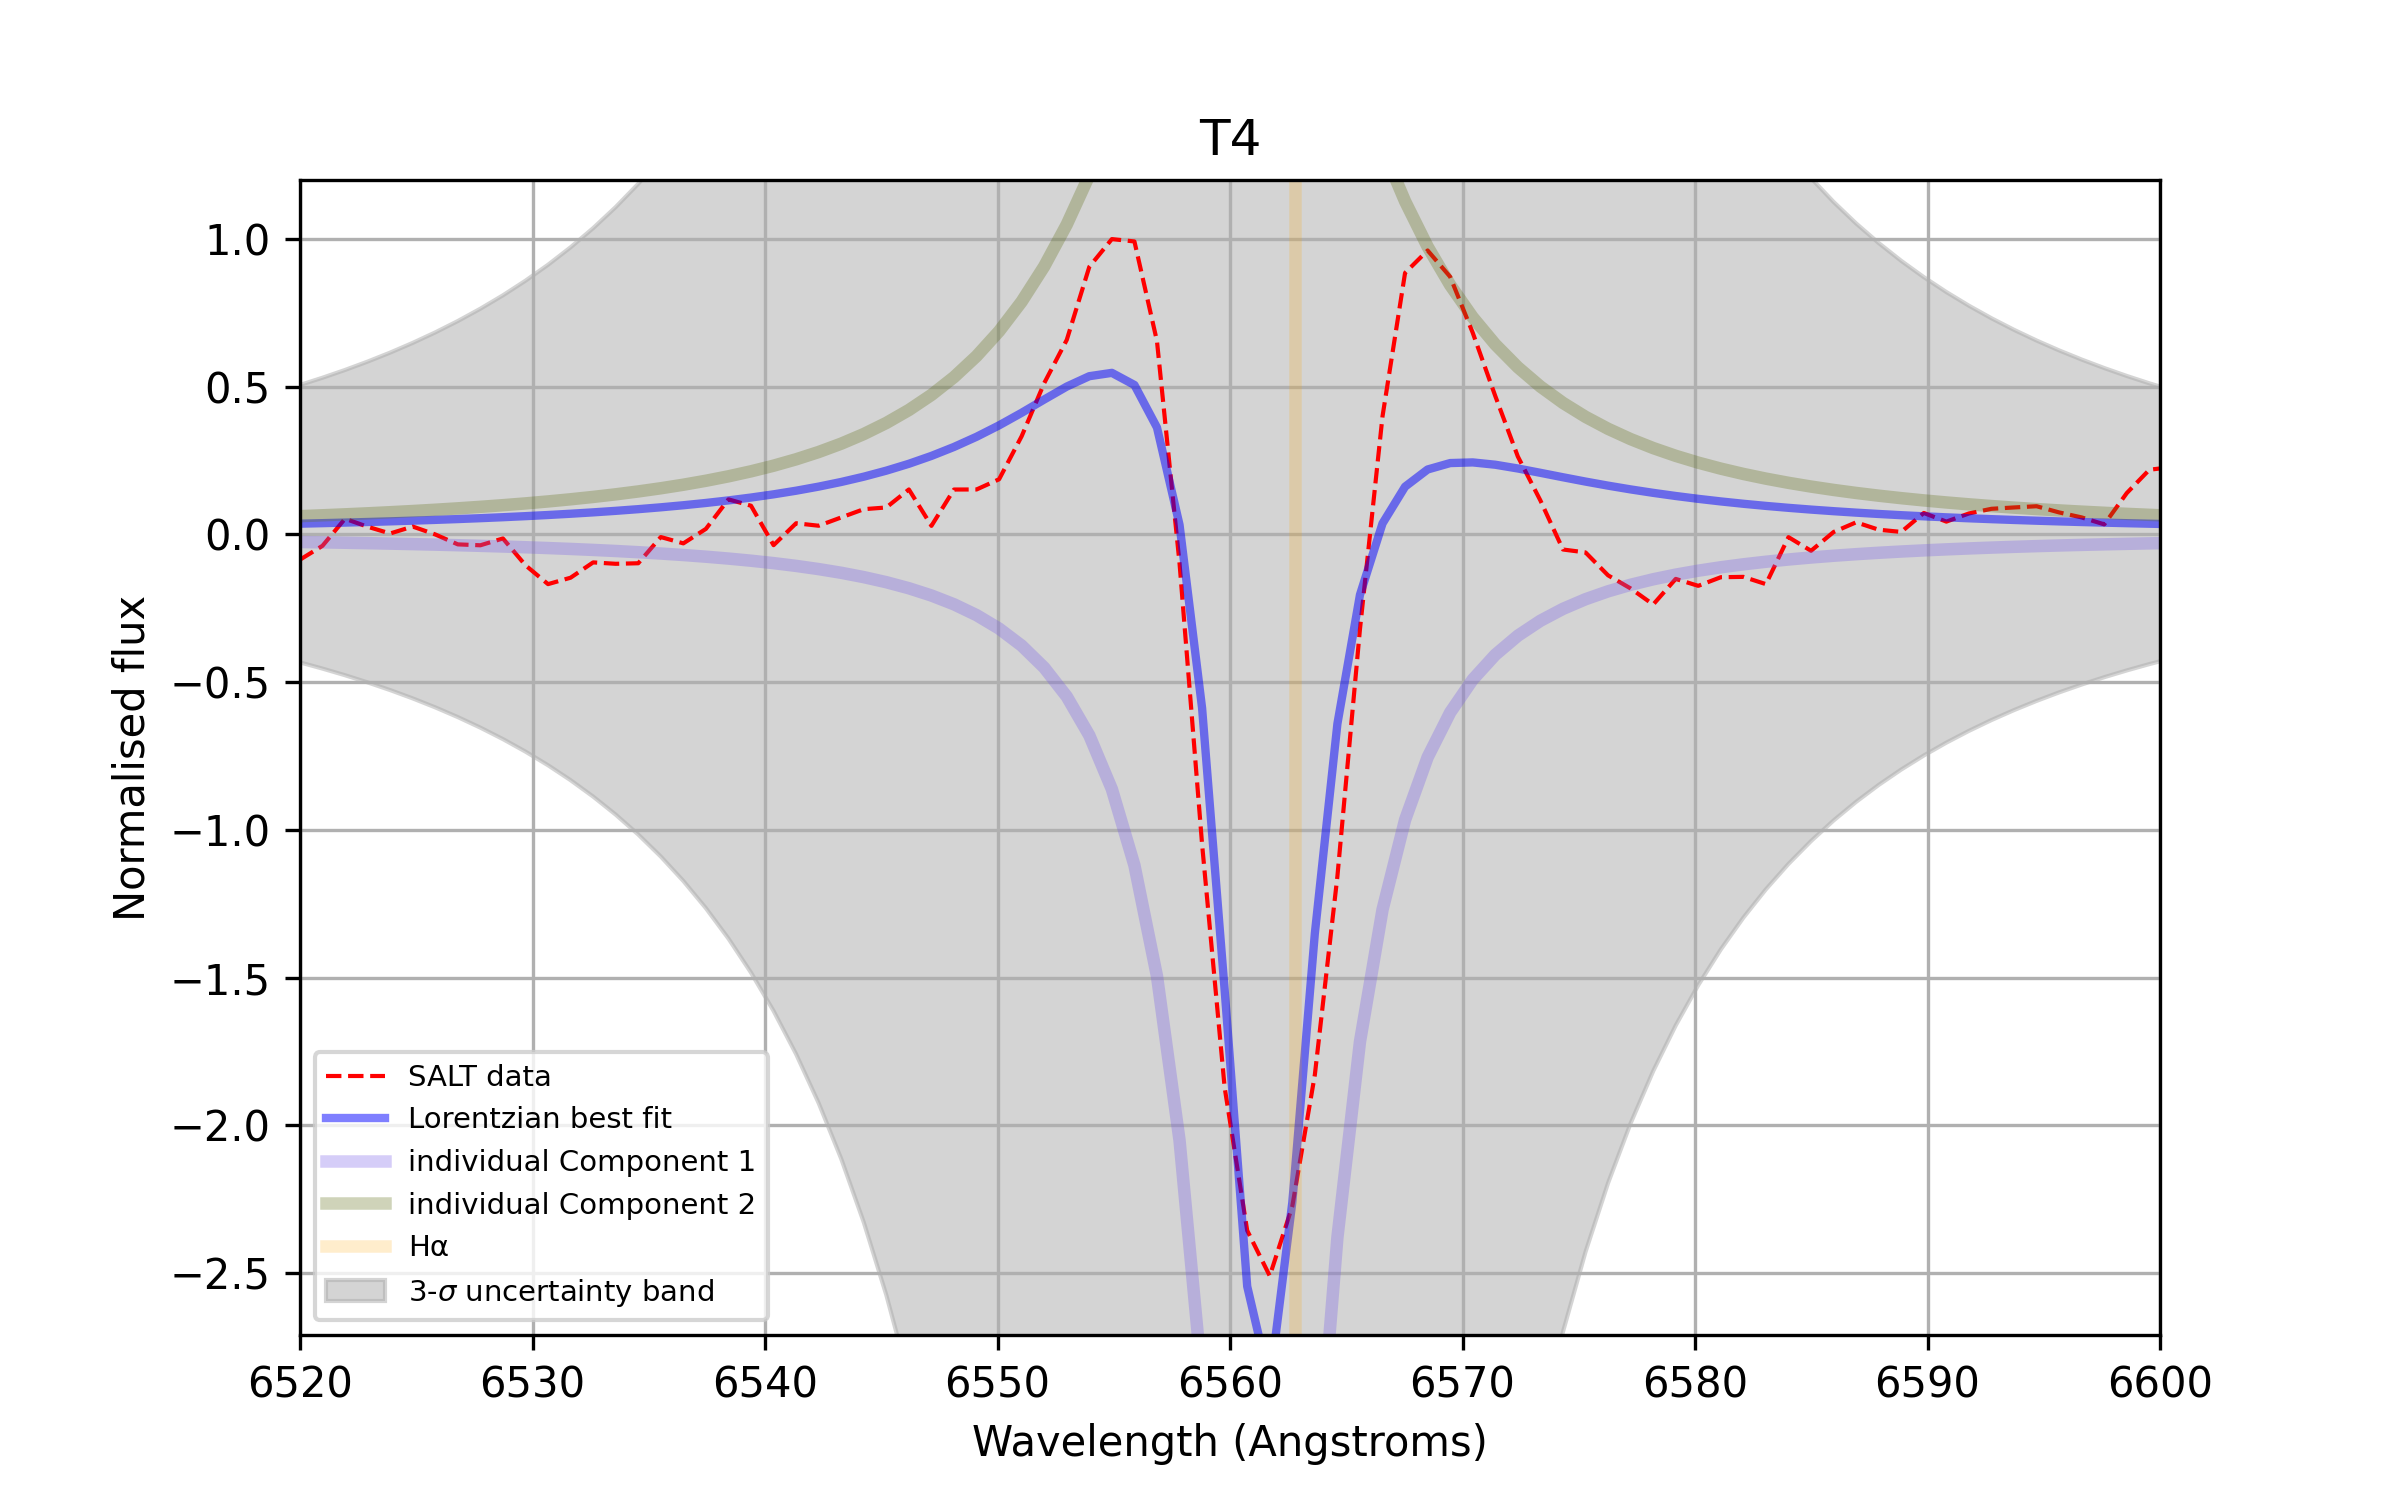 T4
1.0
0.5
0.0
−0.5
−1.0
−1.5
−2.0
−2.5
Normalised flux
SALT data
Lorentzian best fit
individual Component 1
individual Component 2
Hα
3-σ uncertainty band
6520 6530 6540 6550 6560 6570 6580 6590 6600
Wavelength (Angstroms)